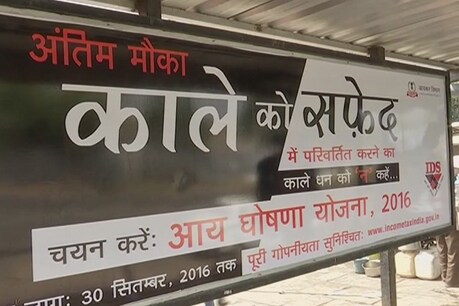 अंतिम मौका
काले को सफ़ेद
में परिवर्तित करने का
काले धन को "न" कहें...
चयन करें: आय घोषणा योजना, 2016
30 सितम्बर, 2016 तक
पूरी गोपनीयता सुनिश्चित: www.incometaxindia.gov.in
आयकर विभाग
IDS